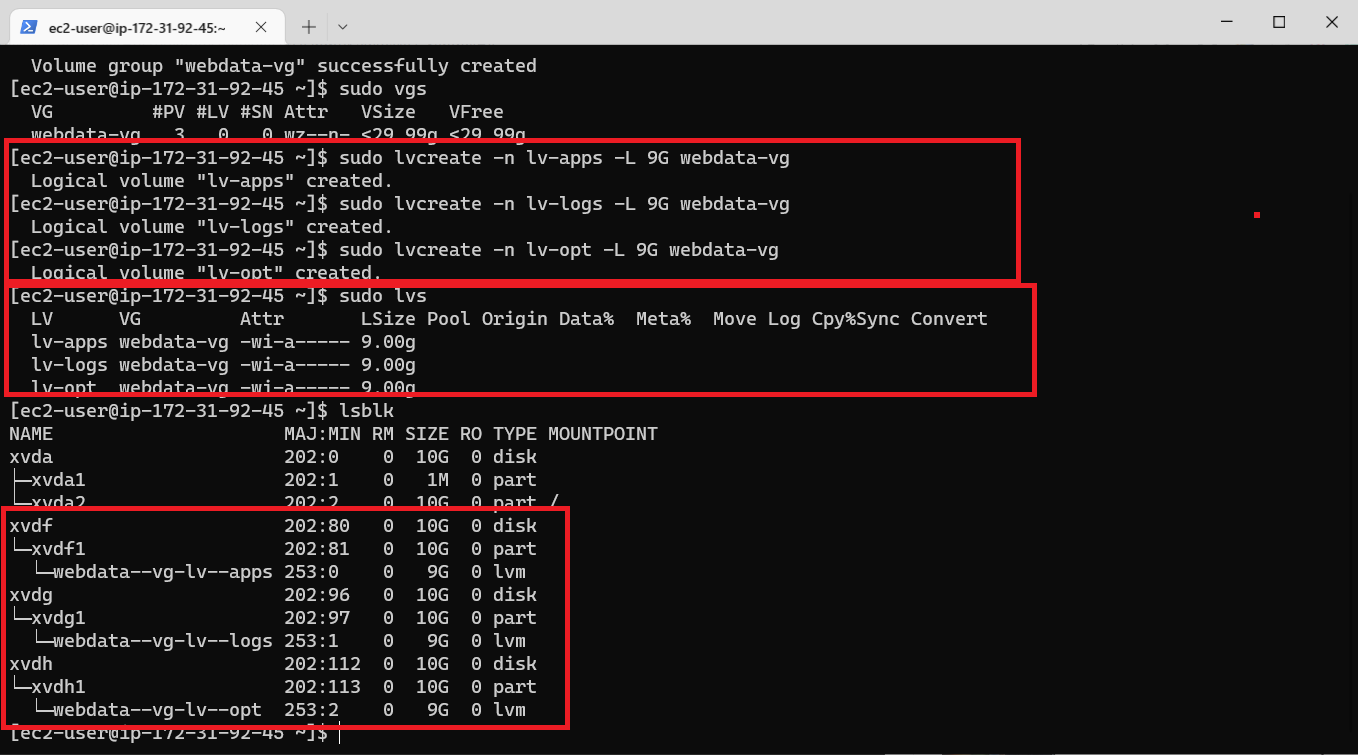 ec2-user@ip-172-31-92-45:~
  Volume group "webdata-vg" successfully created
[ec2-user@ip-172-31-92-45 ~]$ sudo vgs
  VG         #PV #LV #SN Attr   VSize   VFree
  webdata-vg   3   0   0 wz--n- <29.99g <29.99g
[ec2-user@ip-172-31-92-45 ~]$ sudo lvcreate -n lv-apps -L 9G webdata-vg
  Logical volume "lv-apps" created.
[ec2-user@ip-172-31-92-45 ~]$ sudo lvcreate -n lv-logs -L 9G webdata-vg
  Logical volume "lv-logs" created.
[ec2-user@ip-172-31-92-45 ~]$ sudo lvcreate -n lv-opt -L 9G webdata-vg
  Logical volume "lv-opt" created.
[ec2-user@ip-172-31-92-45 ~]$ sudo lvs
  LV      VG         Attr       LSize Pool Origin Data%  Meta%  Move Log Cpy%Sync Convert
  lv-apps webdata-vg -wi-a----- 9.00g
  lv-logs webdata-vg -wi-a----- 9.00g
  lv-opt  webdata-vg -wi-a----- 9.00g
[ec2-user@ip-172-31-92-45 ~]$ lsblk
NAME                     MAJ:MIN RM SIZE RO TYPE MOUNTPOINT
xvda                     202:0    0  10G  0 disk
├─xvda1                  202:1    0   1M  0 part
└─xvda2                  202:2    0  10G  0 part /
xvdf                     202:80   0  10G  0 disk
└─xvdf1                  202:81   0  10G  0 part
  └─webdata--vg-lv--apps 253:0    0   9G  0 lvm
xvdg                     202:96   0  10G  0 disk
└─xvdg1                  202:97   0  10G  0 part
  └─webdata--vg-lv--logs 253:1    0   9G  0 lvm
xvdh                     202:112  0  10G  0 disk
└─xvdh1                  202:113  0  10G  0 part
  └─webdata--vg-lv--opt  253:2    0   9G  0 lvm
[ec2-user@ip-172-31-92-45 ~]$